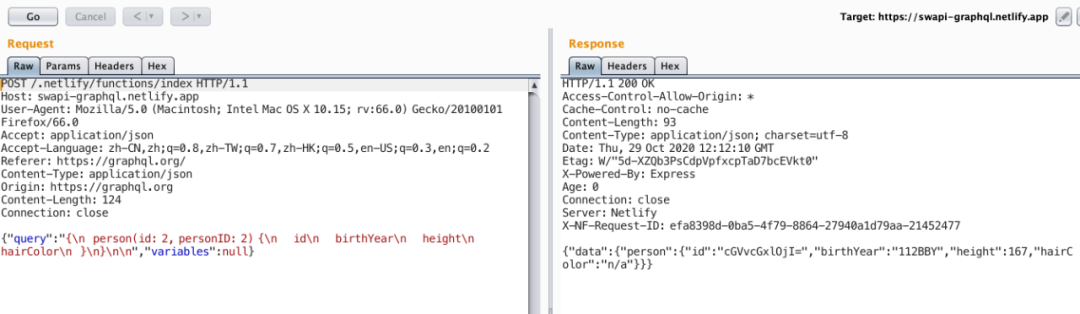 Go Cancel < | ▾ > | ▾ Target: https://swapi-graphql.netlify.app
Request
Raw Params Headers Hex
POST /.netlify/functions/index HTTP/1.1
Host: swapi-graphql.netlify.app
User-Agent: Mozilla/5.0 (Macintosh; Intel Mac OS X 10.15; rv:66.0) Gecko/20100101
Firefox/66.0
Accept: application/json
Accept-Language: zh-CN,zh;q=0.8,zh-TW;q=0.7,zh-HK;q=0.5,en-US;q=0.3,en;q=0.2
Referer: https://graphql.org/
Content-Type: application/json
Origin: https://graphql.org
Content-Length: 124
Connection: close
{"query":"{\n person(id: 2, personID: 2) {\n id\n birthYear\n height\n
hairColor\n }\n}\n\n","variables":null}
Response
Raw Headers Hex
HTTP/1.1 200 OK
Access-Control-Allow-Origin: *
Cache-Control: no-cache
Content-Length: 93
Content-Type: application/json; charset=utf-8
Date: Thu, 29 Oct 2020 12:12:10 GMT
Etag: W/"5d-XZQb3PsCdpVpfxcpTaD7bcEVkt0"
X-Powered-By: Express
Age: 0
Connection: close
Server: Netlify
X-NF-Request-ID: efa8398d-0ba5-4f79-8864-27940a1d79aa-21452477
{"data":{"person":{"id":"cGVvcGxlOjI=","birthYear":"112BBY","height":167,"hairC
olor":"n/a"}}}